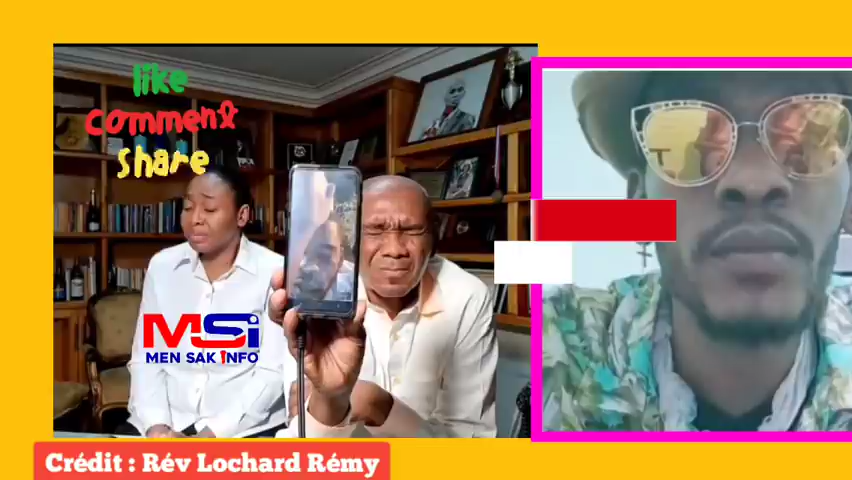 like
comment
share
MSi
MEN SAK INFO
Crédit : Rév Lochard Rémy